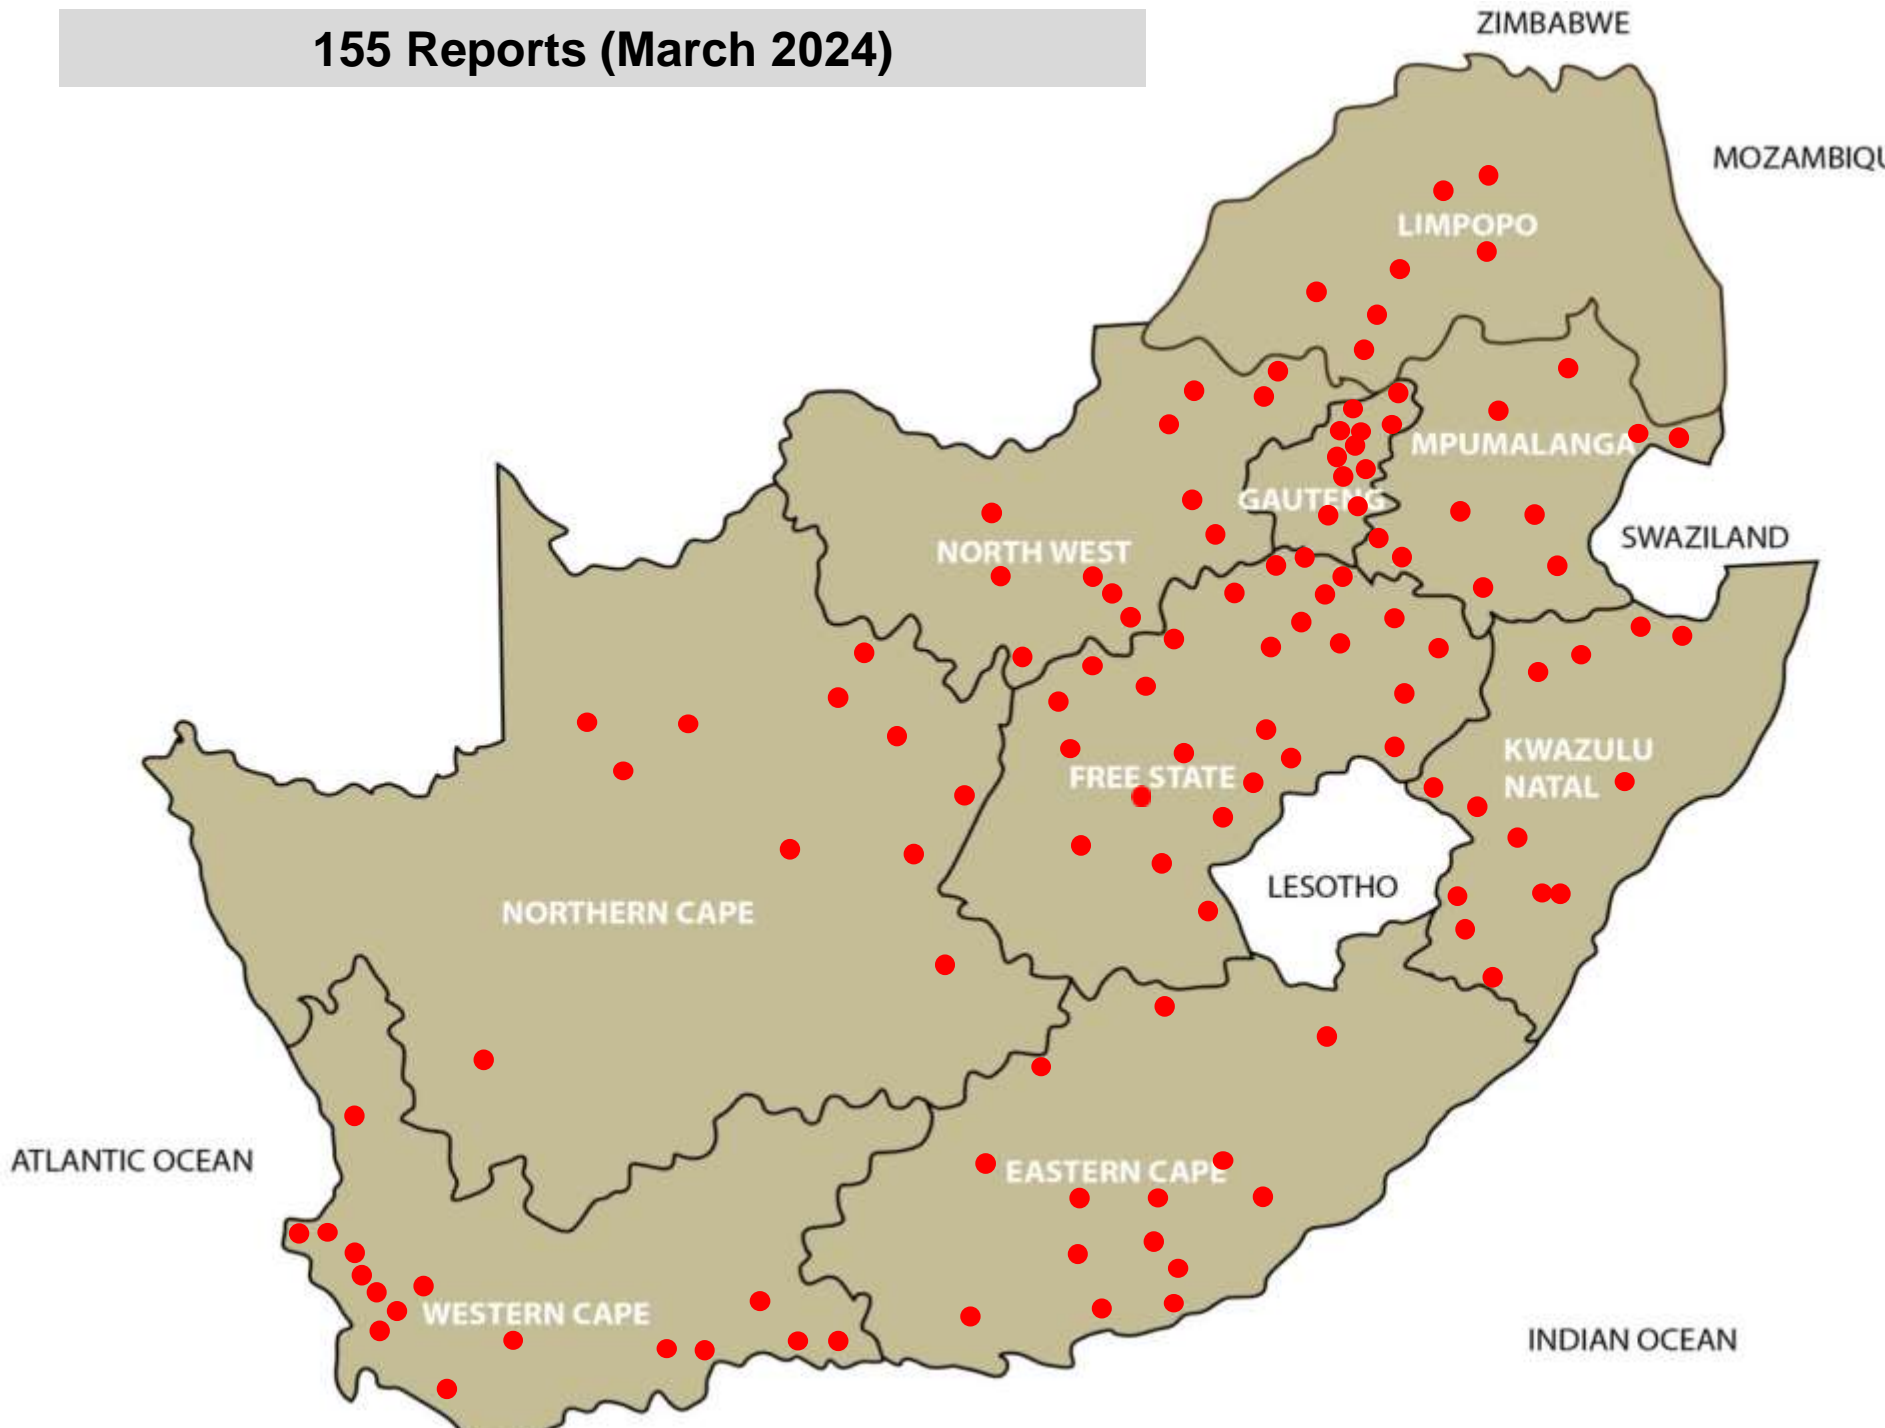 155 Reports (March 2024)
ZIMBABWE
MOZAMBIQU
LIMPOPO
MPUMALANGA
GAUTENG
SWAZILAND
NORTH WEST
KWAZULU
NATAL
FREE STATE
LESOTHO
NORTHERN CAPE
ATLANTIC OCEAN
EASTERN CAPE
WESTERN CAPE
INDIAN OCEAN